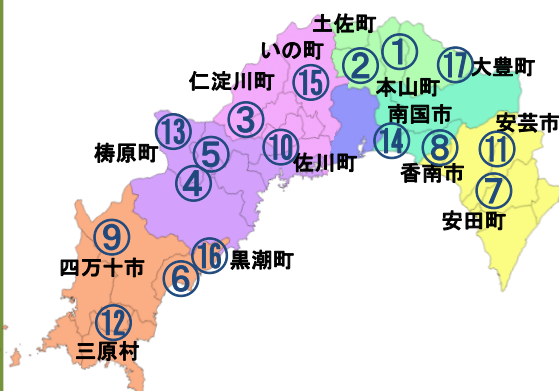 土佐町
いの町
①
②
⑰
大豊町
仁淀川町
⑮
本山町
南国市
安芸市
③
⑬
⑭
⑧
⑪
梼原町
⑤
⑩
佐川町
香南市
④
⑦
安田町
⑨
⑯
黒潮町
四万十市
⑥
⑫
三原村